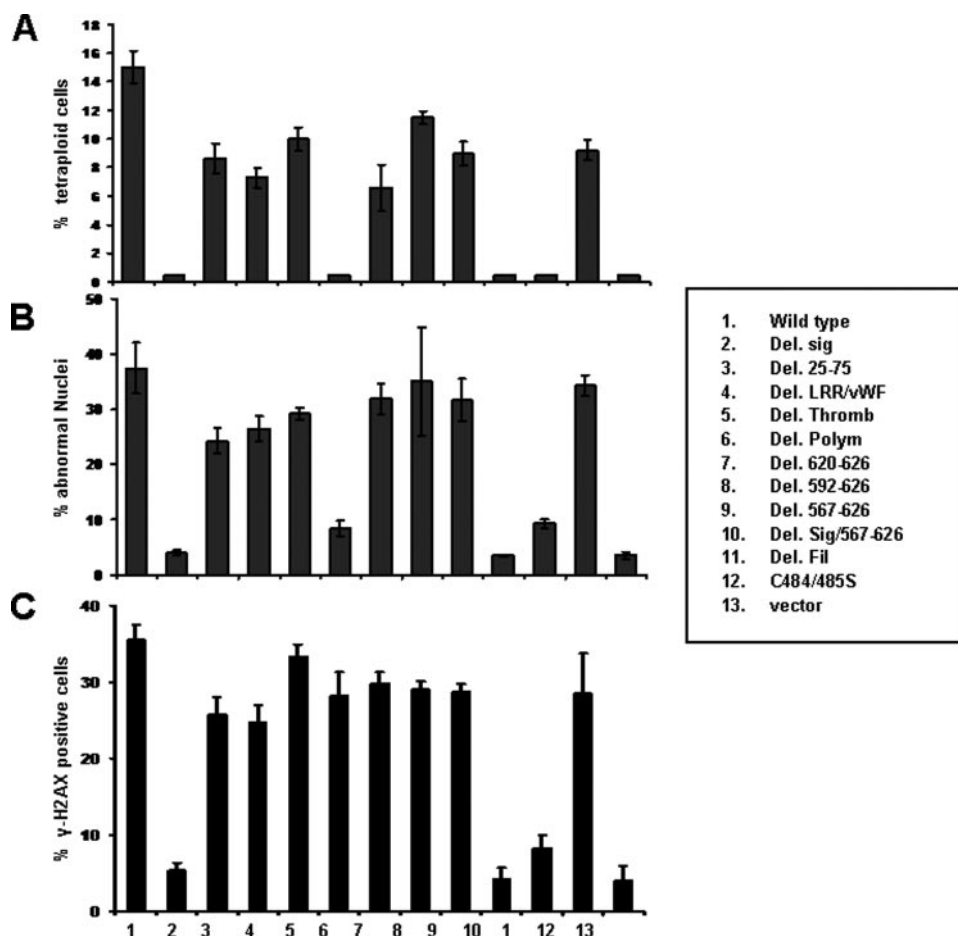 A
18
16
14
12
10
8
6
4
2
0
% tetraploid cells
B
50
40
30
20
10
0
% abnormal Nuclei
C
40
30
20
10
0
% γ-H2AX positive cells
1 2 3 4 5 6 7 8 9 10 1 12 13
1. Wild type
2. Del. sig
3. Del. 25-75
4. Del. LRR/vWF
5. Del. Thromb
6. Del. Polym
7. Del. 620-626
8. Del. 592-626
9. Del. 567-626
10. Del. Sig/567-626
11. Del. Fil
12. C484/485S
13. vector